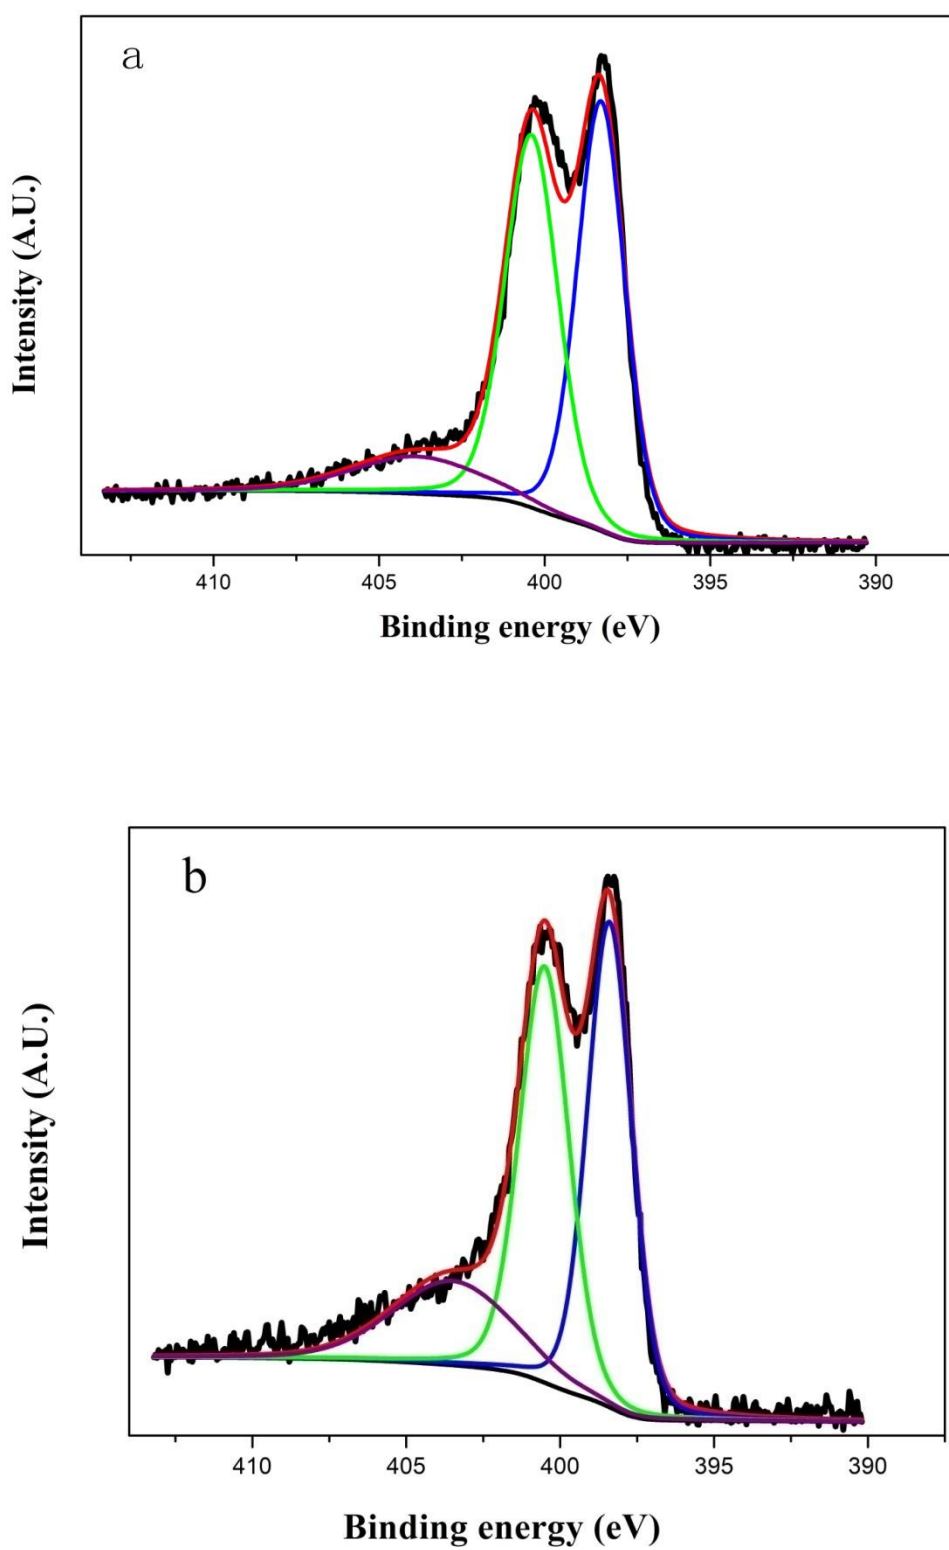 a
Intensity (A.U.)
410 405 400 395 390
Binding energy (eV)
b
Intensity (A.U.)
410 405 400 395 390
Binding energy (eV)